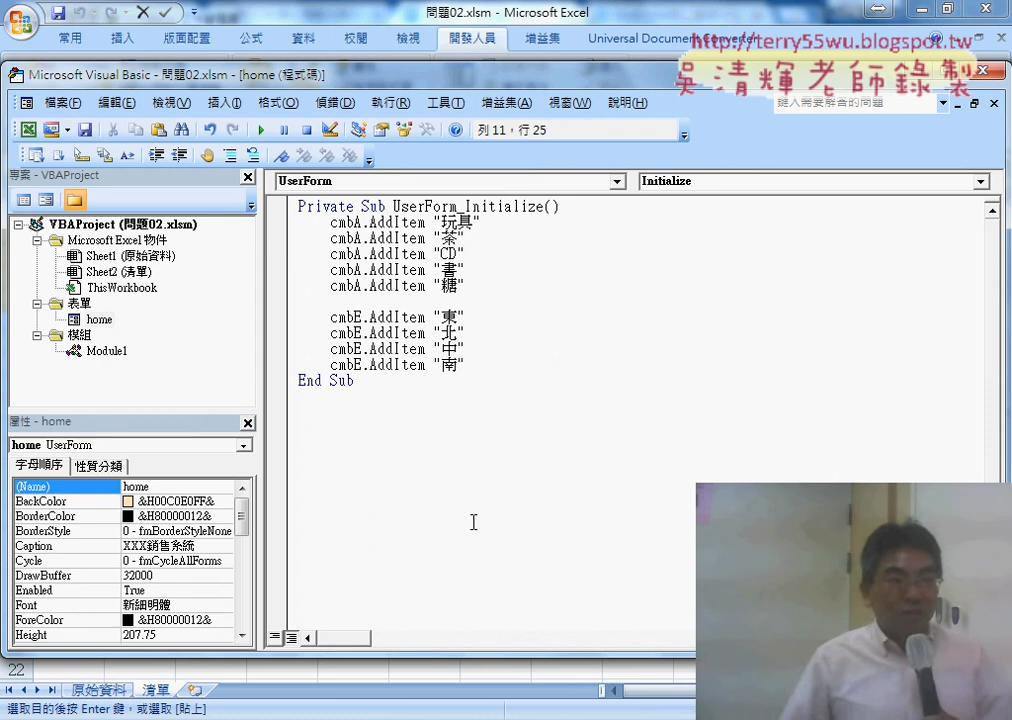 問題02.xlsm - Microsoft Excel
常用 插入 版面配置 公式 資料 校閱 檢視 開發人員 增益集 Universal Document Converter
http://terry55wu.blogspot.tw
吳清輝老師錄製
Microsoft Visual Basic - 問題02.xlsm - [home (程式碼)]
檔案(F) 編輯(E) 檢視(V) 插入(I) 格式(O) 偵錯(D) 執行(R) 工具(T) 增益集(A) 視窗(W) 說明(H) 鍵入需要解答的問題
列 11，行 25
專案 - VBAProject
UserForm Initialize
VBAProject (問題02.xlsm)
Microsoft Excel 物件
Sheet1 (原始資料)
Sheet2 (清單)
ThisWorkbook
表單
home
模組
Module1
Private Sub UserForm_Initialize()
cmbA.AddItem "玩具"
cmbA.AddItem "茶"
cmbA.AddItem "CD"
cmbA.AddItem "書"
cmbA.AddItem "糖"
cmbE.AddItem "東"
cmbE.AddItem "北"
cmbE.AddItem "中"
cmbE.AddItem "南"
End Sub
屬性 - home
home UserForm
字母順序 性質分類
(Name) home
BackColor &H00C0E0FF&
BorderColor &H80000012&
BorderStyle 0 - fmBorderStyleNone
Caption XXX銷售系統
Cycle 0 - fmCycleAllForms
DrawBuffer 32000
Enabled True
Font 新細明體
ForeColor &H80000012&
Height 207.75
22
原始資料 清單
選取目的後按 Enter 鍵，或選取 [貼上]